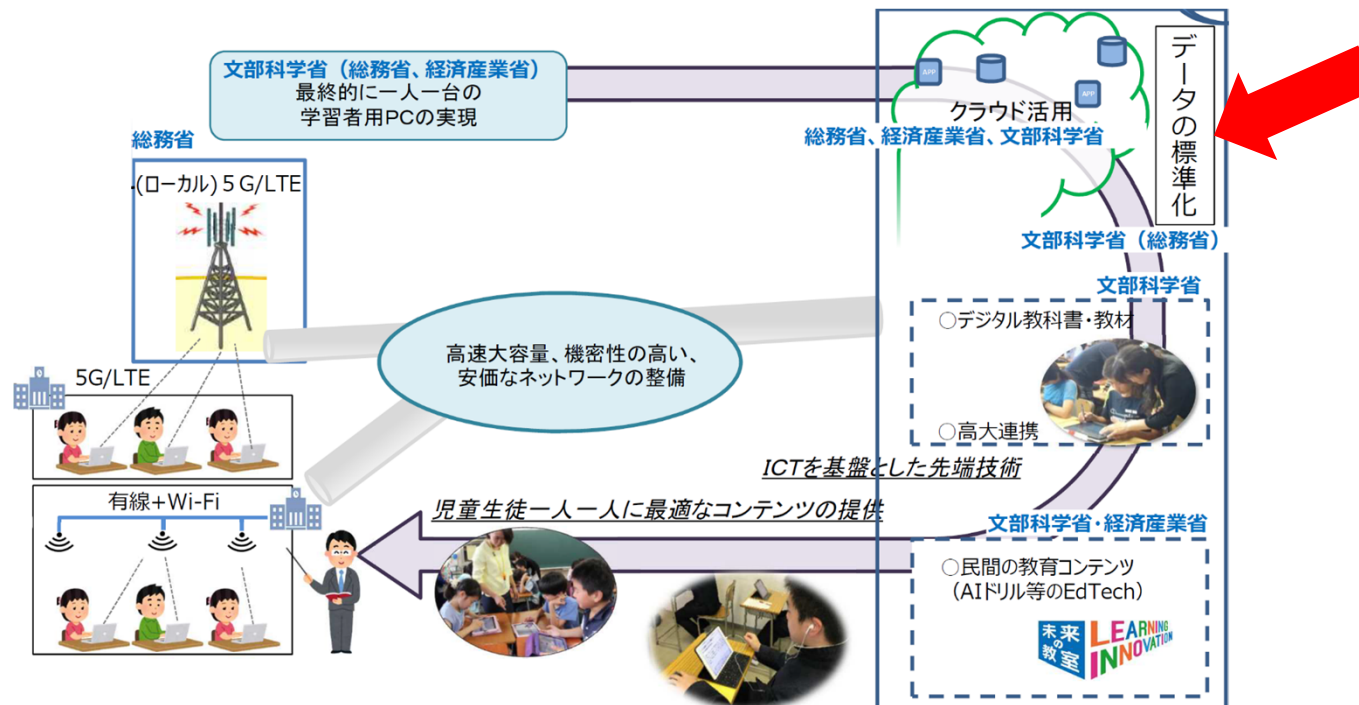 文部科学省（総務省、経済産業省）
最終的に一人一台の
学習者用PCの実現
APP
APP
クラウド活用
総務省、経済産業省、文部科学省
データの標準化
文部科学省（総務省）
総務省
(ローカル)５G/LTE
5G/LTE
有線+Wi-Fi
高速大容量、機密性の高い、
安価なネットワークの整備
文部科学省
○デジタル教科書・教材
○高大連携
ICTを基盤とした先端技術
児童生徒一人一人に最適なコンテンツの提供
文部科学省・経済産業省
○民間の教育コンテンツ
（AIドリル等のEdTech）
未来の教室
LEARNING
INNOVATION